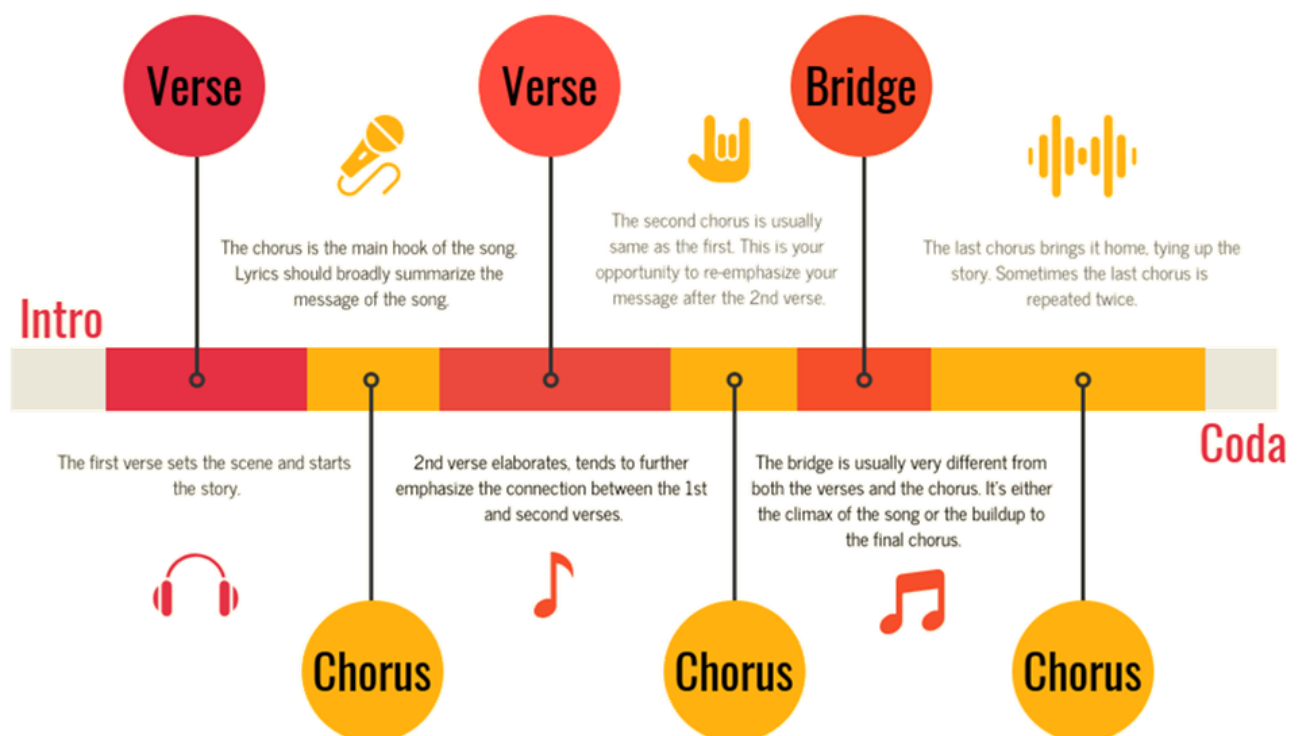 Verse
Verse
Bridge
The chorus is the main hook of the song.
Lyrics should broadly summarize the
message of the song.
The second chorus is usually
same as the first. This is your
opportunity to re-emphasize your
message after the 2nd verse.
The last chorus brings it home, tying up the
story. Sometimes the last chorus is
repeated twice.
Intro
Coda
The first verse sets the scene and starts
the story.
2nd verse elaborates, tends to further
emphasize the connection between the 1st
and second verses.
The bridge is usually very different from
both the verses and the chorus. It's either
the climax of the song or the buildup to
the final chorus.
Chorus
Chorus
Chorus